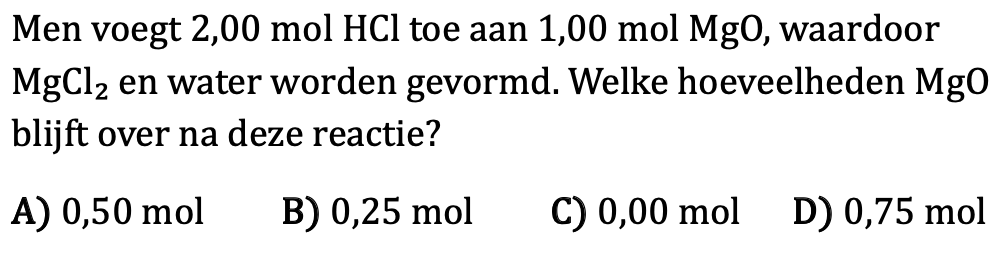 Men voegt 2,00 mol HCl toe aan 1,00 mol MgO, waardoor
MgCl₂ en water worden gevormd. Welke hoeveelheden MgO
blijft over na deze reactie?
A) 0,50 mol B) 0,25 mol C) 0,00 mol D) 0,75 mol